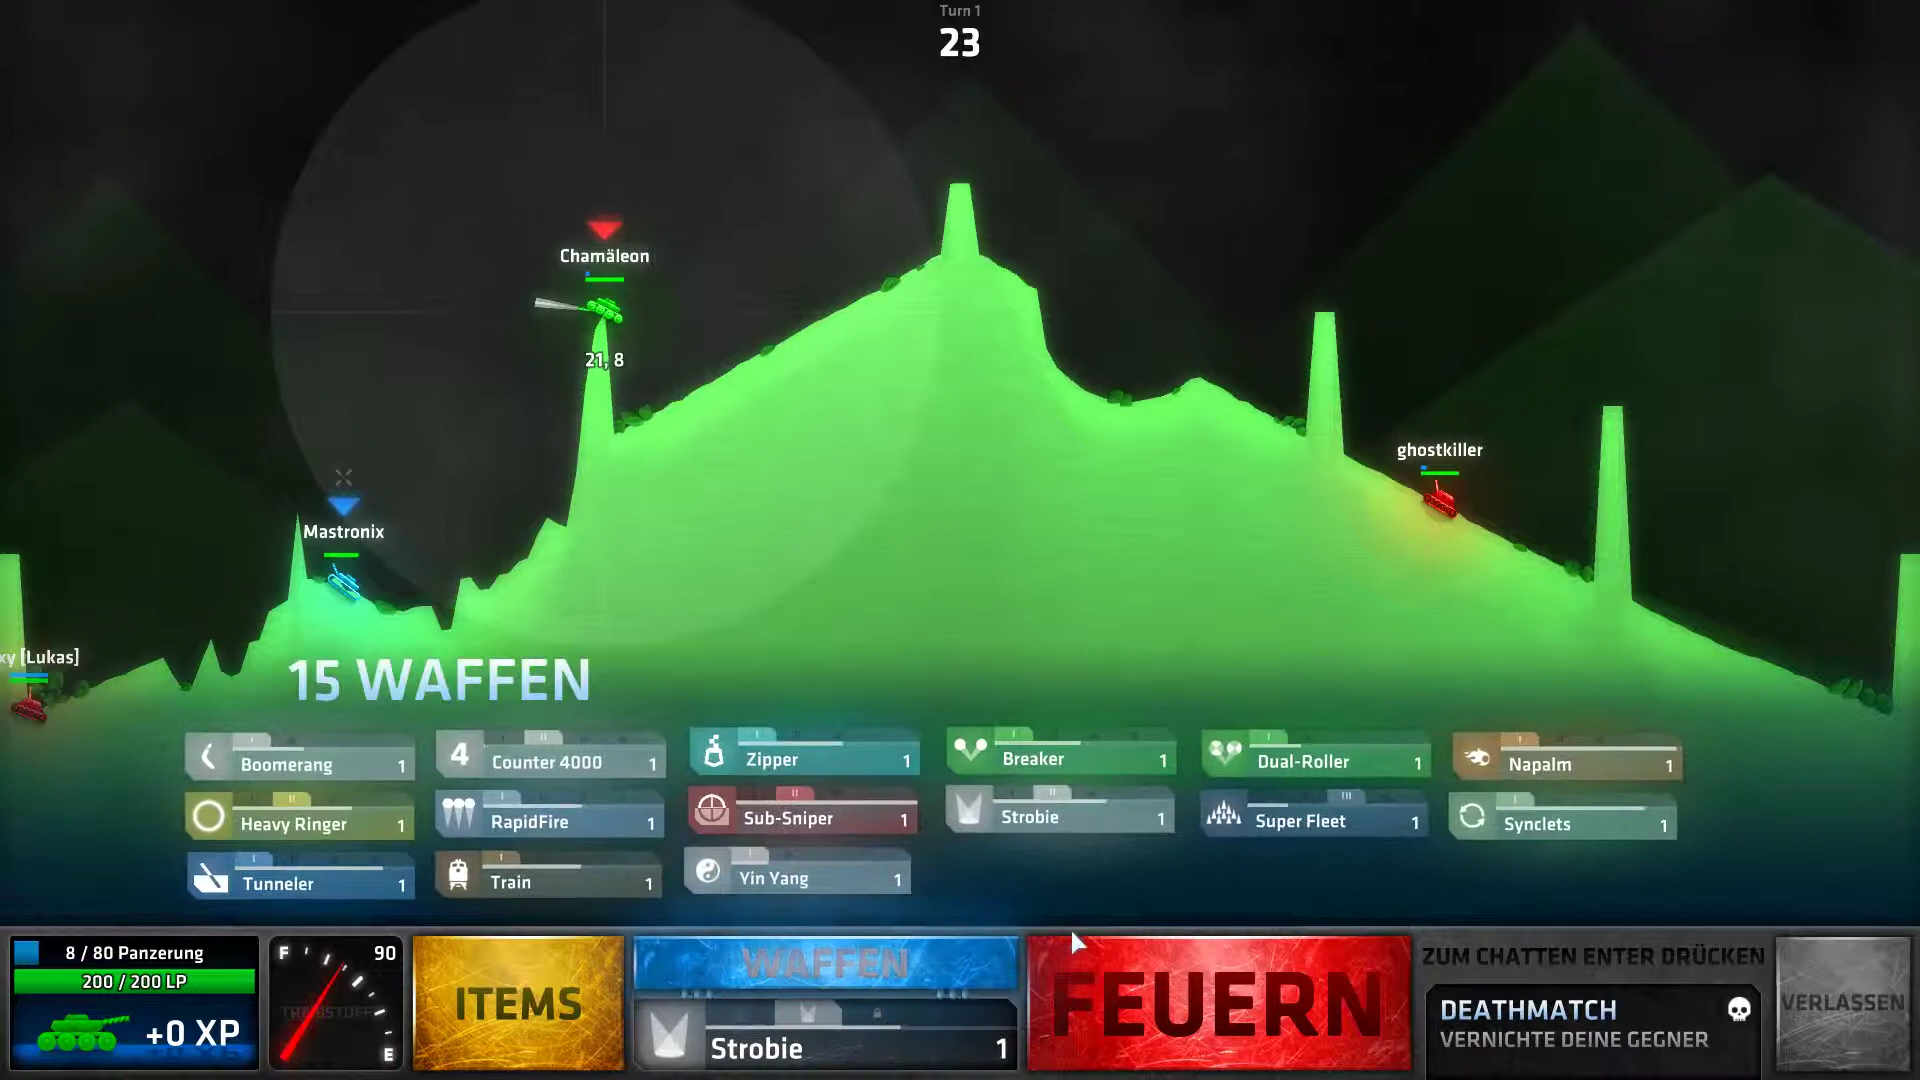 Turn 1
23
Chamäleon
21, 8
ghostkiller
Mastronix
xy [Lukas]
15 WAFFEN
Boomerang 1
4 Counter 4000 1
Zipper 1
Breaker 1
Dual-Roller 1
Napalm 1
Heavy Ringer 1
RapidFire 1
Sub-Sniper 1
Strobie 1
Super Fleet 1
Synclets 1
Tunneler 1
Train 1
Yin Yang 1
8 / 80 Panzerung
200 / 200 LP
+0 XP
F 90
TREIBSTOFF
E
ITEMS
WAFFEN
Strobie 1
FEUERN
ZUM CHATTEN ENTER DRÜCKEN
DEATHMATCH
VERNICHTE DEINE GEGNER
VERLASSEN